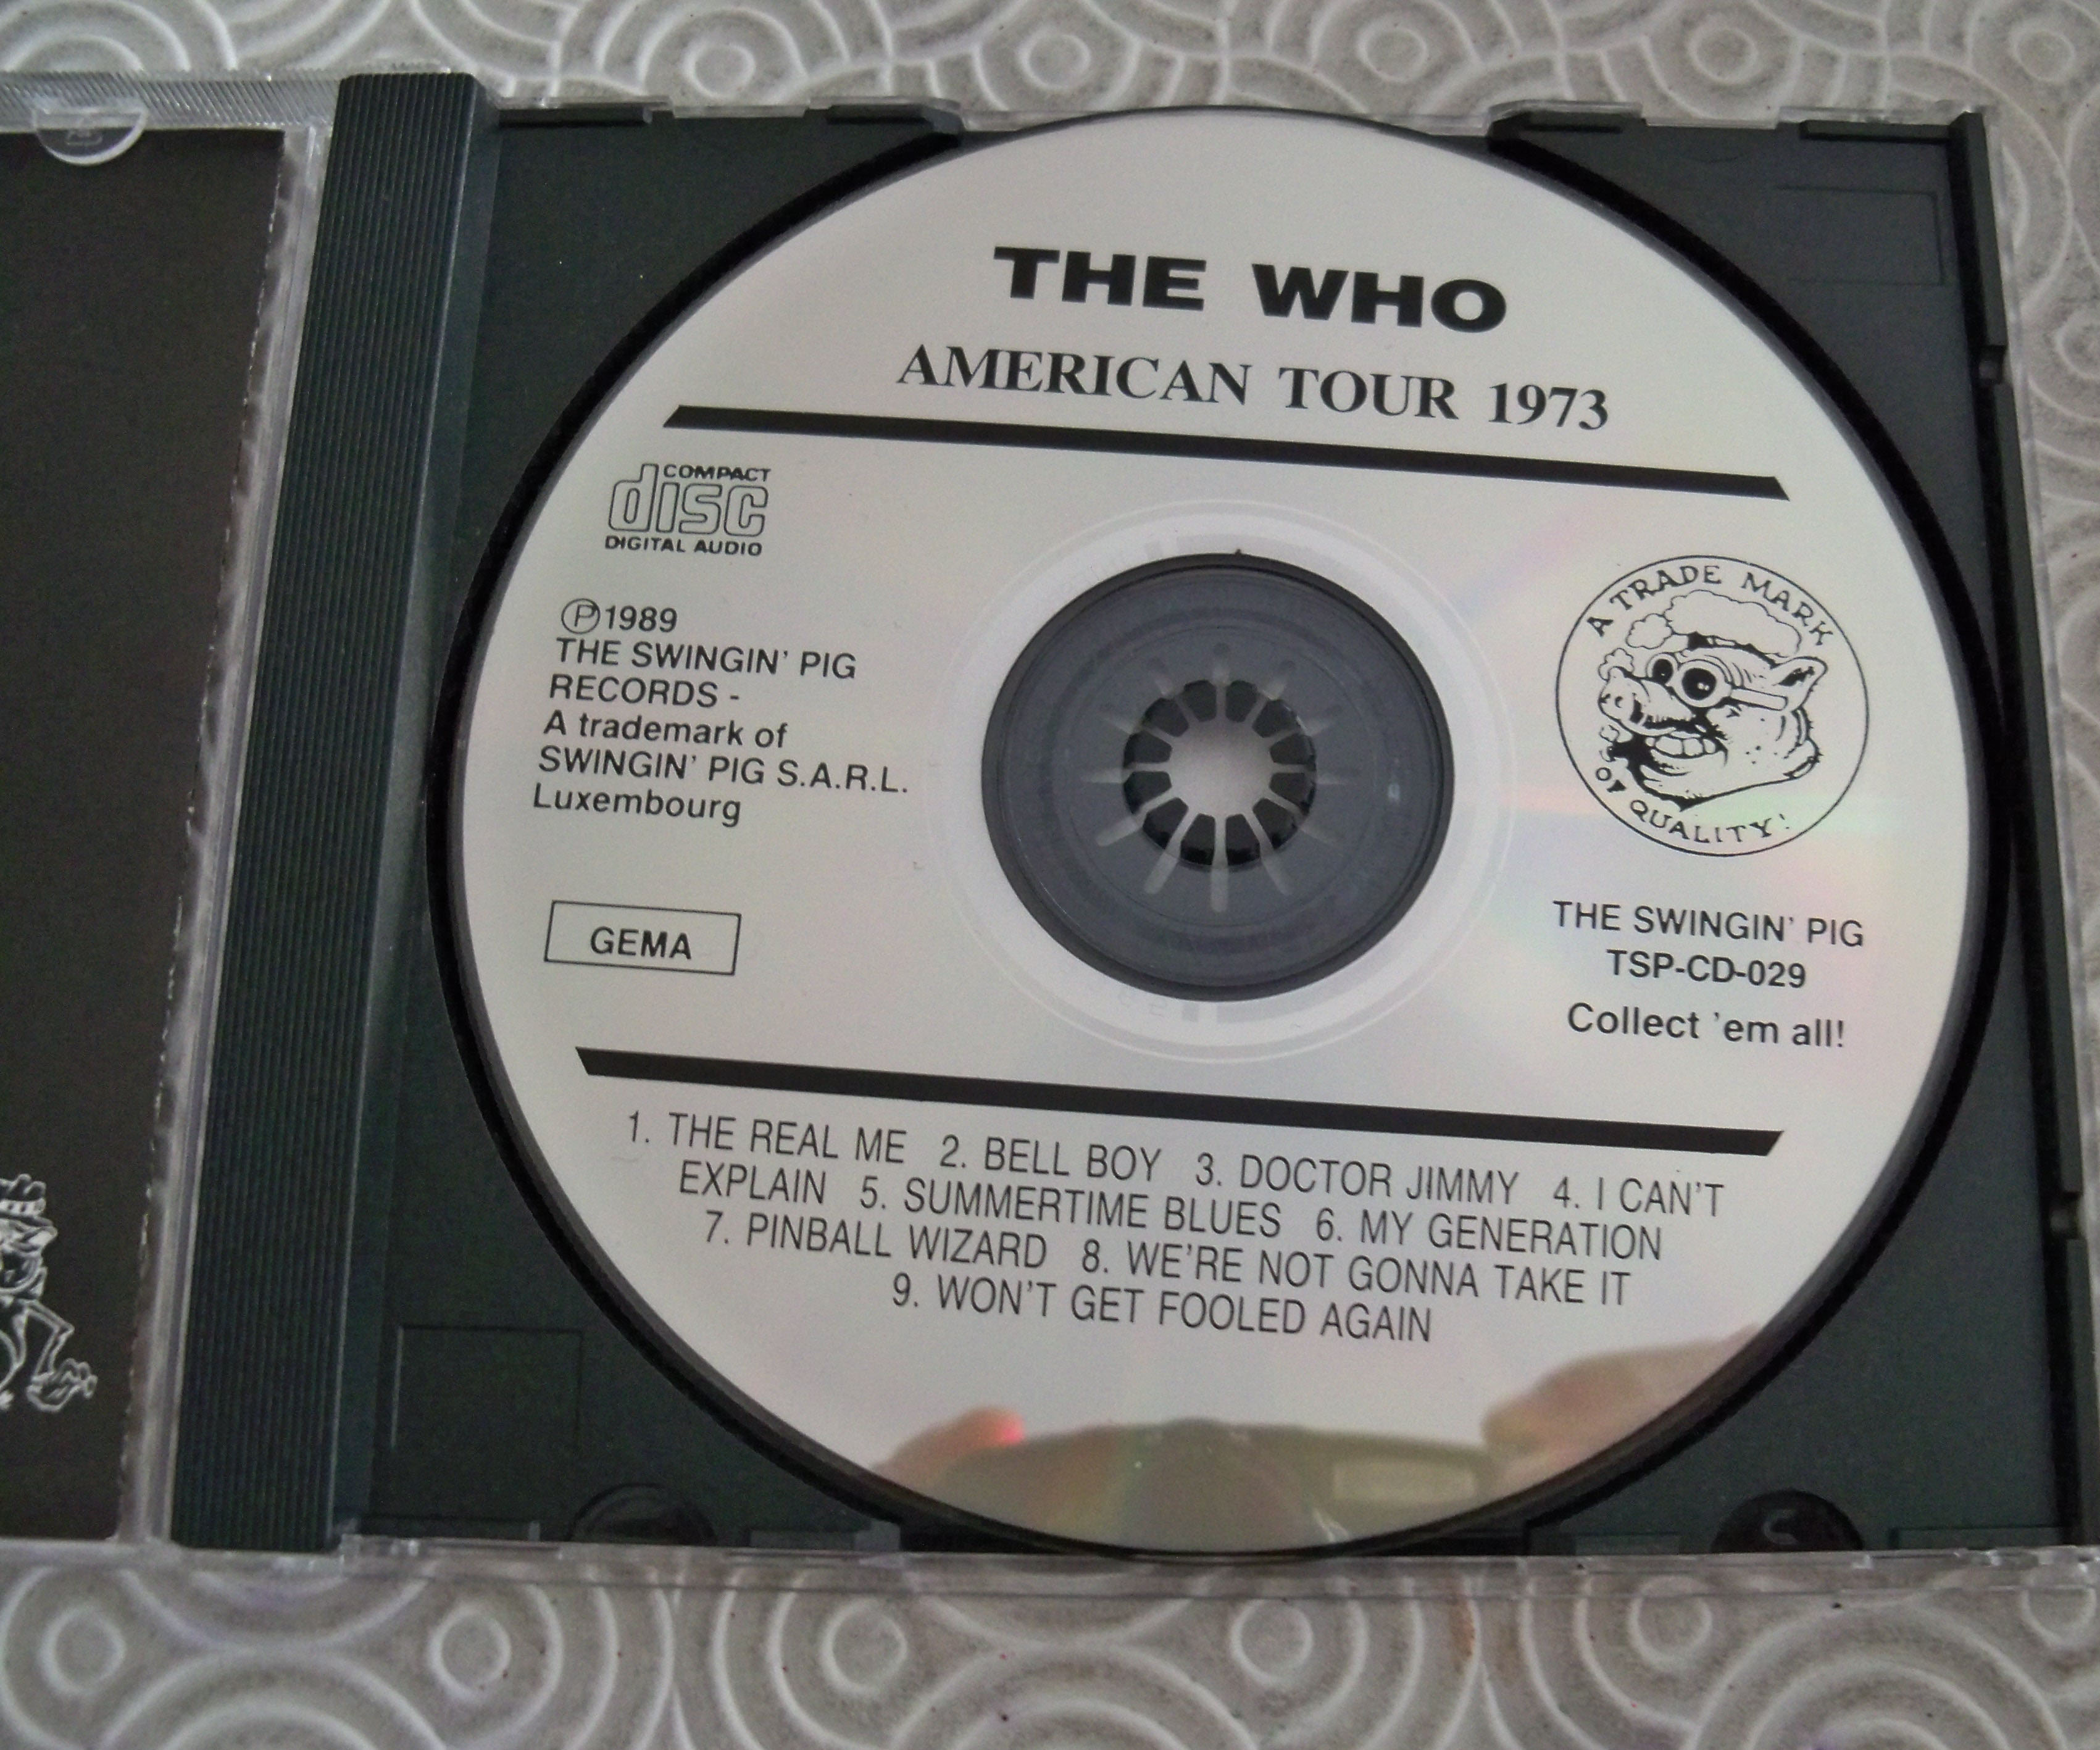 THE WHO
AMERICAN TOUR 1973
COMPACT
disc
DIGITAL AUDIO
℗1989
THE SWINGIN' PIG
RECORDS -
A trademark of
SWINGIN' PIG S.A.R.L.
Luxembourg
GEMA
A TRADE MARK
OF QUALITY!
THE SWINGIN' PIG
TSP-CD-029
Collect 'em all!
1. THE REAL ME 2. BELL BOY 3. DOCTOR JIMMY 4. I CAN'T
EXPLAIN 5. SUMMERTIME BLUES 6. MY GENERATION
7. PINBALL WIZARD 8. WE'RE NOT GONNA TAKE IT
9. WON'T GET FOOLED AGAIN